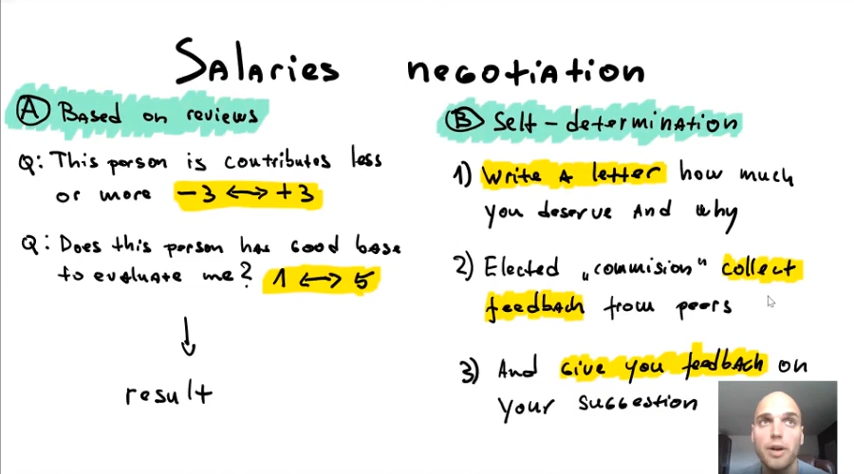 Salaries negotiation
A Based on reviews
Q: This person is contributes less
or more -3 ↔ +3
Q: Does this person has good base
to evaluate me? 1 ↔ 5
↓
result
B Self-determination
1) Write a letter how much
you deserve and why
2) Elected „commision" collect
feedback from peers
3) And give you feedback on
your suggestion